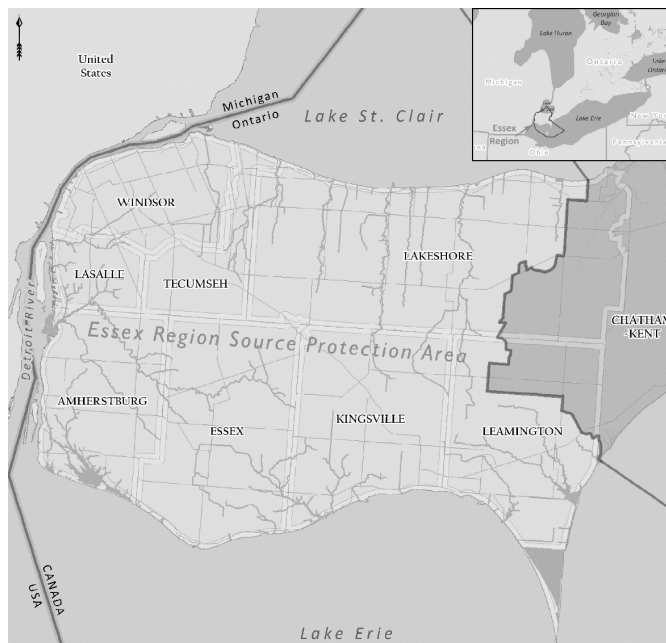 United
States
Michigan
Ontario
Lake St. Clair
Lake Huron
Georgian
Bay
Ontario
Michigan
Lake
Essex
Region
Lake Erie
Ohio
WINDSOR
LAKESHORE
LASALLE
TECUMSEH
CHATHAM
-KENT
Detroit River
Essex Region Source Protection Area
AMHERSTBURG
ESSEX
KINGSVILLE
LEAMINGTON
CANADA
USA
Lake Erie